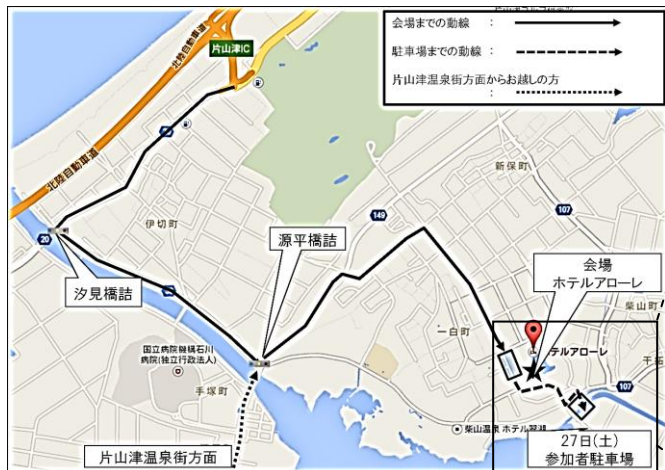 会場までの動線 :
駐車場までの動線 :
片山津温泉街方面からお越しの方
:
片山津IC
北陸自動車道
北陸自動車道
新保町
107
149
伊切町
源平橋詰
20
会場
ホテルアローレ
汐見橋詰
柴山町
一白町
国立病院機構石川
病院(独立行政法人)
ホテルアローレ
手塚町
107
柴山温泉 ホテル翠湖
片山津温泉街方面
27日(土)
参加者駐車場